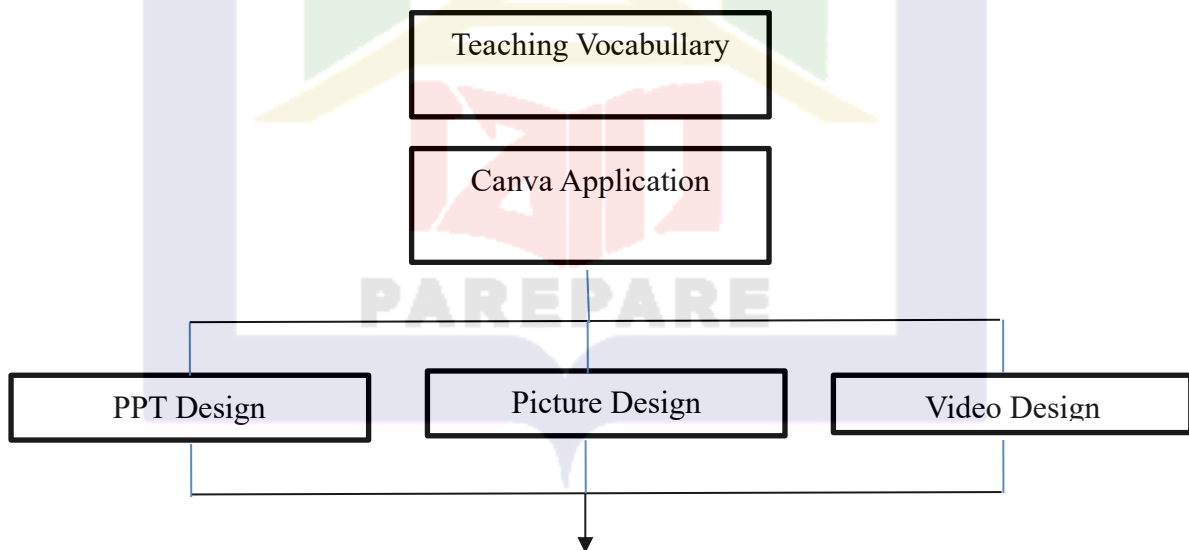 Teaching Vocabullary
Canva Application
PAREPARE
PPT Design
Picture Design
Video Design